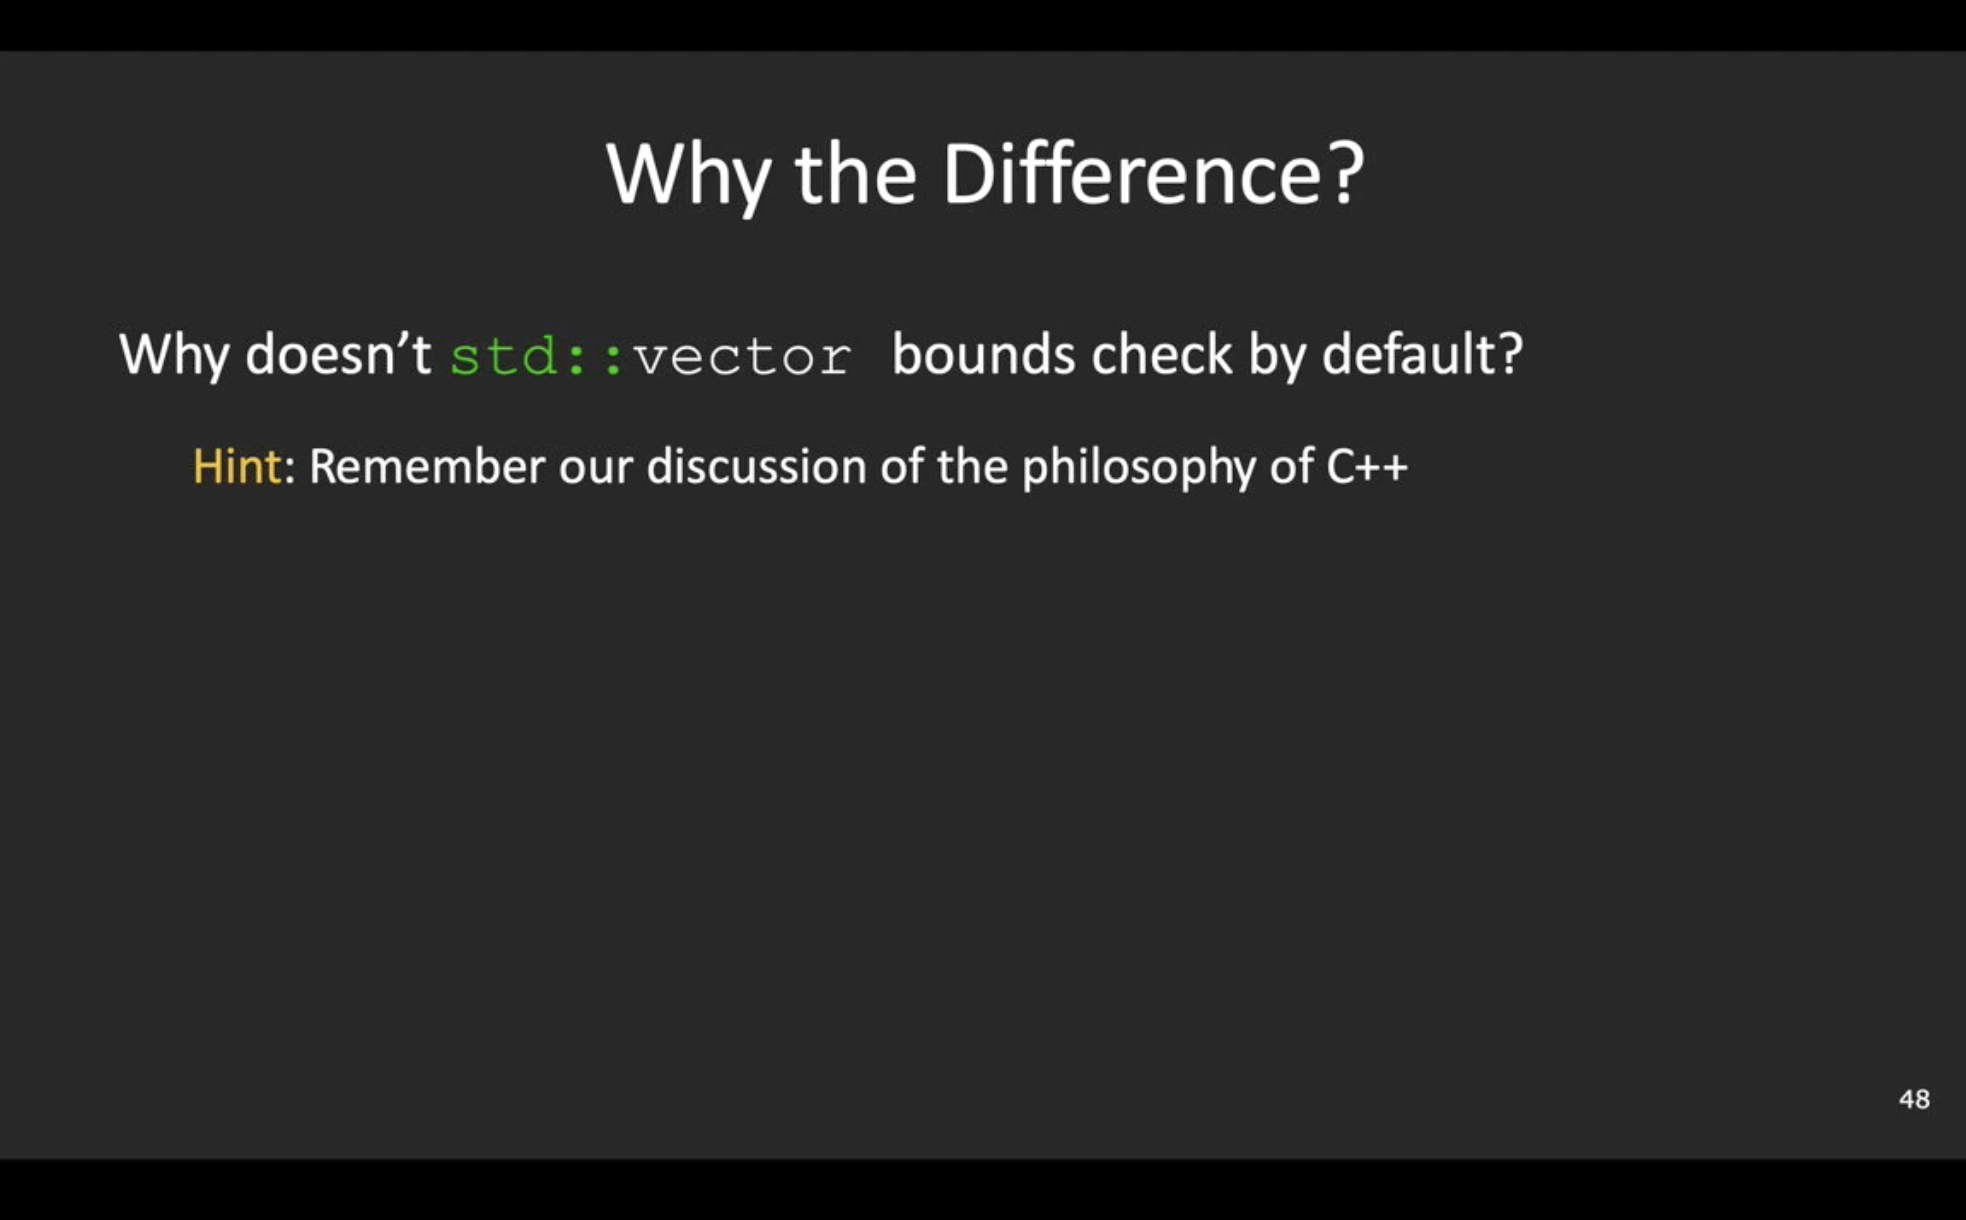 Why the Difference?
Why doesn’t std::vector bounds check by default?
Hint: Remember our discussion of the philosophy of C++
48